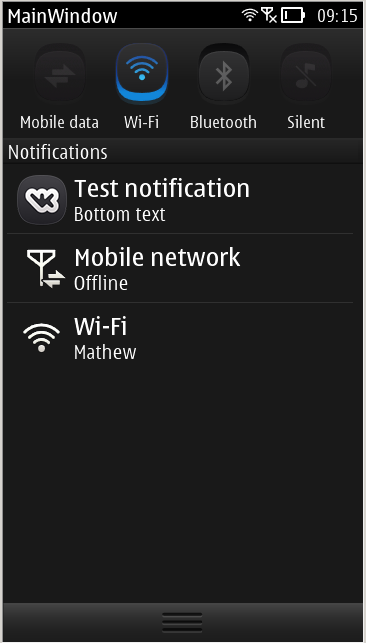 MainWindow 09:15
Mobile data Wi-Fi Bluetooth Silent
Notifications
Test notification
Bottom text
Mobile network
Offline
Wi-Fi
Mathew